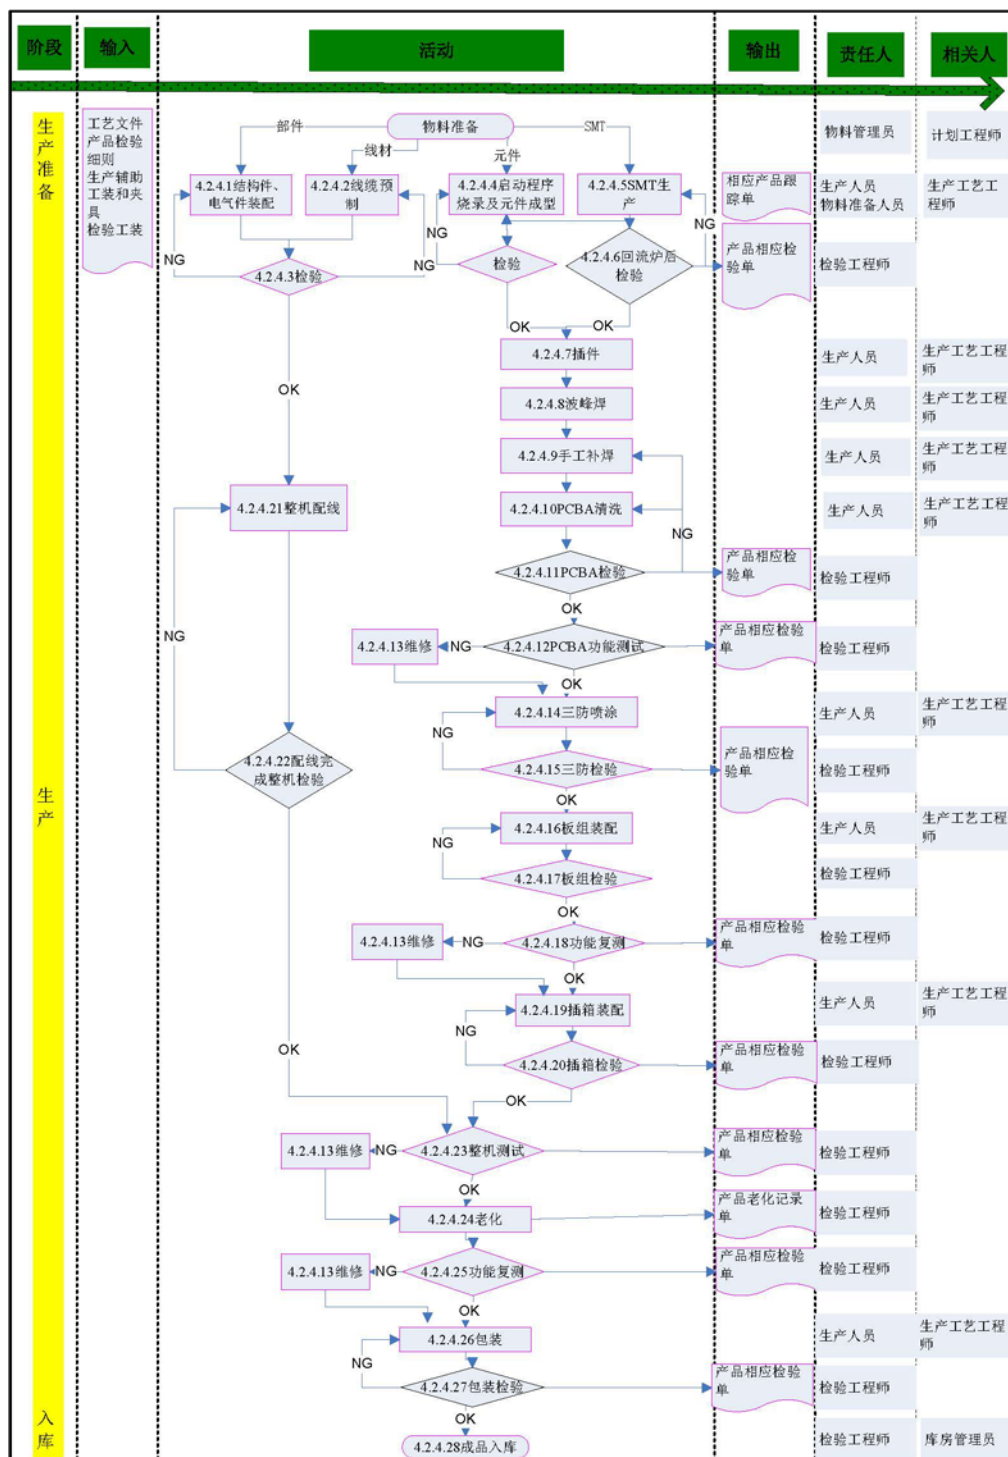 阶段
输入
活动
输出
责任人
相关人
生产准备
工艺文件
产品检验
细则
生产辅助
工装和夹
具
检验工装
部件
物料准备
SMT
线材
元件
物料管理员
计划工程师
4.2.4.1结构件、
电气件装配
4.2.4.2线缆预
制
4.2.4.4启动程序
烧录及元件成型
4.2.4.5SMT生
产
相应产品跟
踪单
生产人员
物料准备人员
生产工艺工
程师
NG
NG
NG
NG
4.2.4.3检验
检验
4.2.4.6回流炉后
检验
产品相应检
验单
检验工程师
OK
OK
4.2.4.7插件
生产人员
生产工艺工程
师
OK
4.2.4.8波峰焊
生产人员
生产工艺工程
师
4.2.4.9手工补焊
生产人员
生产工艺工程
师
4.2.4.21整机配线
4.2.4.10PCBA清洗
生产人员
生产工艺工程
师
NG
4.2.4.11PCBA检验
产品相应检
验单
检验工程师
OK
NG
4.2.4.13维修
NG
4.2.4.12PCBA功能测试
产品相应检验
单
检验工程师
OK
4.2.4.14三防喷涂
生产人员
生产工艺工程
师
NG
4.2.4.22配线完
成整机检验
4.2.4.15三防检验
产品相应检
验单
检验工程师
生产
OK
4.2.4.16板组装配
生产人员
生产工艺工程
师
NG
4.2.4.17板组检验
检验工程师
OK
4.2.4.13维修
NG
4.2.4.18功能复测
产品相应检验
单
检验工程师
OK
4.2.4.19插箱装配
生产人员
生产工艺工程
师
OK
NG
4.2.4.20插箱检验
产品相应检验
单
检验工程师
OK
4.2.4.13维修
NG
4.2.4.23整机测试
产品相应检验
单
检验工程师
OK
4.2.4.24老化
产品老化记录
单
检验工程师
4.2.4.13维修
NG
4.2.4.25功能复测
产品相应检验
单
检验工程师
OK
4.2.4.26包装
生产人员
生产工艺工程
师
NG
4.2.4.27包装检验
产品相应检验
单
检验工程师
OK
入库
4.2.4.28成品入库
检验工程师
库房管理员